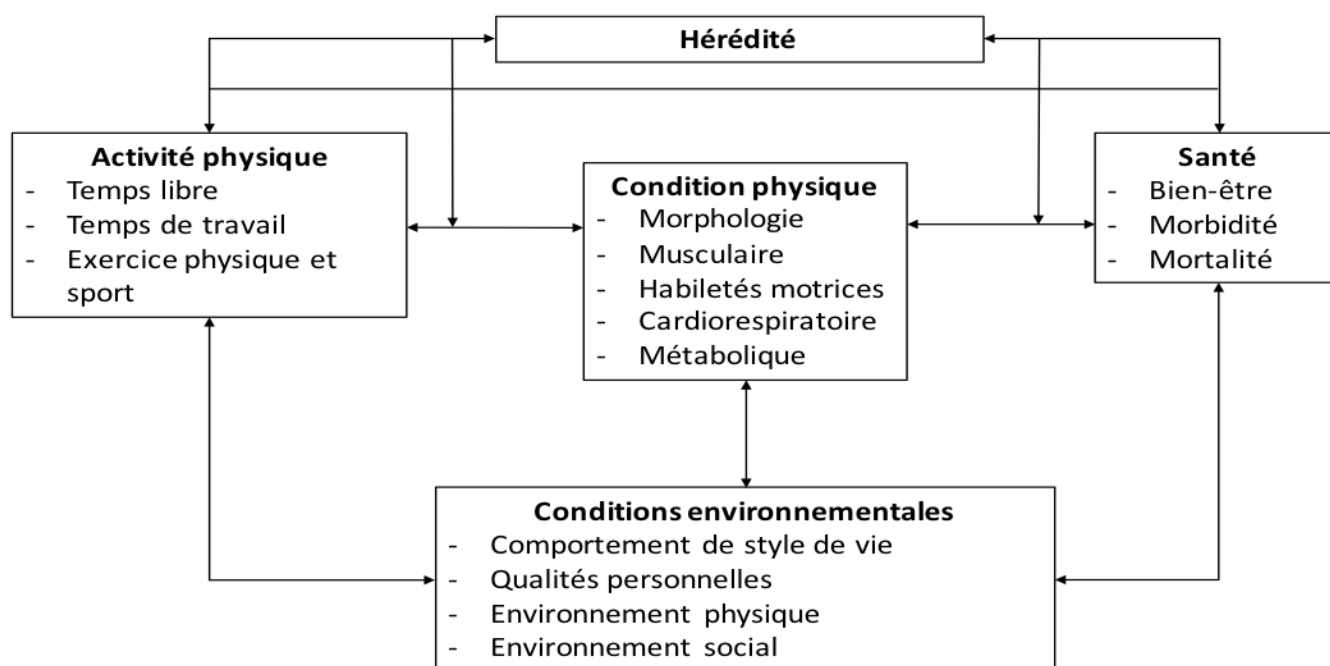 Hérédité
Activité physique
- Temps libre
- Temps de travail
- Exercice physique et
sport
Condition physique
- Morphologie
- Musculaire
- Habiletés motrices
- Cardiorespiratoire
- Métabolique
Santé
- Bien-être
- Morbidité
- Mortalité
Conditions environnementales
- Comportement de style de vie
- Qualités personnelles
- Environnement physique
- Environnement social